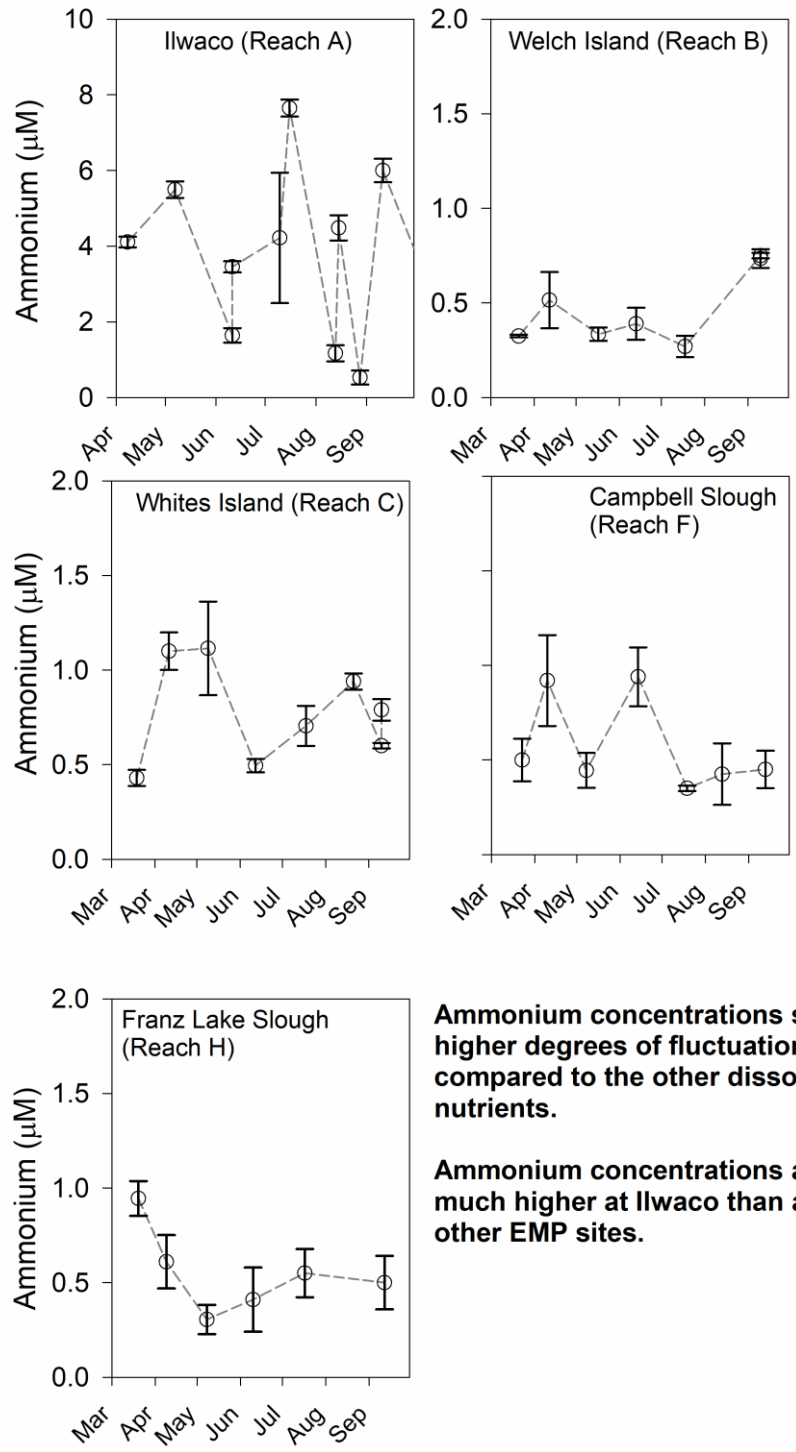 Ilwaco (Reach A)
Ammonium (μM)
10
8
6
4
2
0
Apr
May
Jun
Jul
Aug
Sep
Welch Island (Reach B)
2.0
1.5
1.0
0.5
0.0
Mar
Apr
May
Jun
Jul
Aug
Sep
Whites Island (Reach C)
Ammonium (μM)
2.0
1.5
1.0
0.5
0.0
Mar
Apr
May
Jun
Jul
Aug
Sep
Campbell Slough
(Reach F)
Mar
Apr
May
Jun
Jul
Aug
Sep
Franz Lake Slough
(Reach H)
Ammonium (μM)
2.0
1.5
1.0
0.5
0.0
Mar
Apr
May
Jun
Jul
Aug
Sep
Ammonium concentrations s
higher degrees of fluctuation
compared to the other disso
nutrients.
Ammonium concentrations a
much higher at Ilwaco than a
other EMP sites.